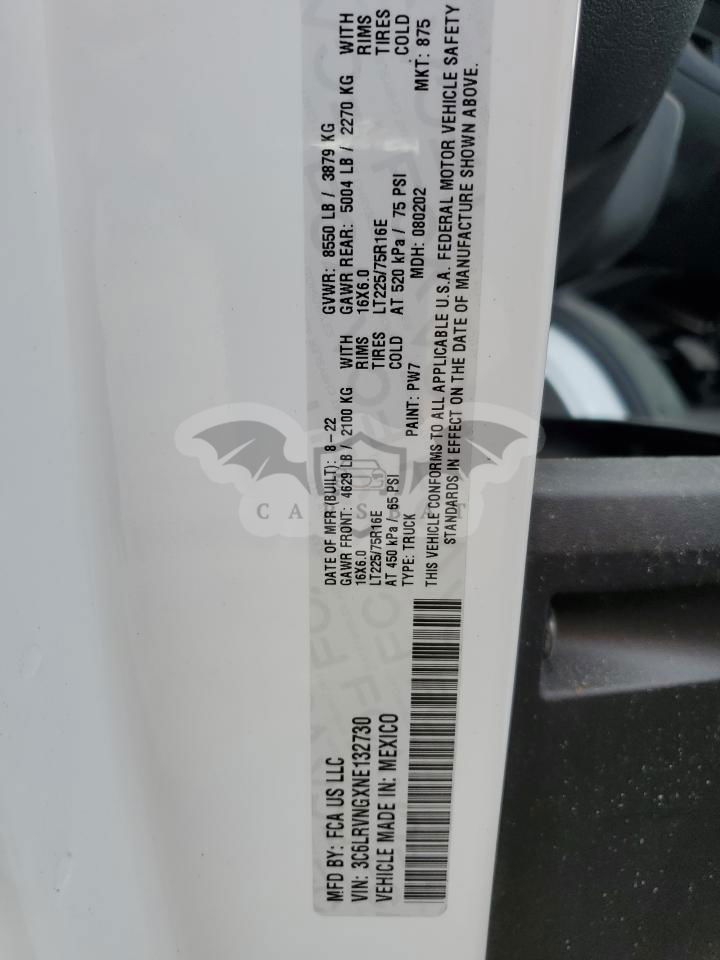 MFD BY: FCA US LLC
DATE OF MFR (BUILT): 8-22
GVWR: 8550 LB / 3879 KG
GAWR FRONT: 4629 LB / 2100 KG WITH
GAWR REAR: 5004 LB / 2270 KG WITH
16X6.0 RIMS
16X6.0 RIMS
LT225/75R16E TIRES
LT225/75R16E TIRES
AT 450 kPa / 65 PSI COLD
AT 520 kPa / 75 PSI COLD
VIN: 3C6LRVNGXNE132730
TYPE: TRUCK PAINT: PW7 MDH: 080202 MKT: 875
VEHICLE MADE IN: MEXICO
THIS VEHICLE CONFORMS TO ALL APPLICABLE U.S.A. FEDERAL MOTOR VEHICLE SAFETY
STANDARDS IN EFFECT ON THE DATE OF MANUFACTURE SHOWN ABOVE.
CARSBAT